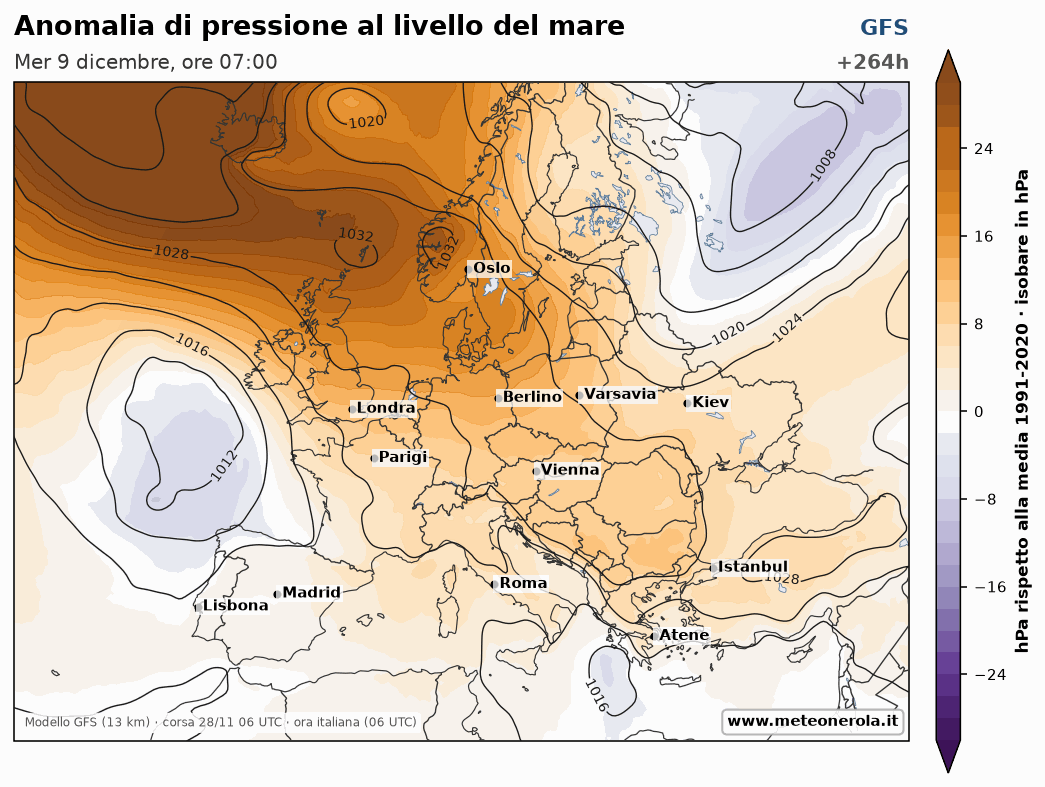 Anomalia di pressione al livello del mare
GFS
Mer 9 dicembre, ore 07:00
+264h
1020
1008
1032
1032
1028
Oslo
1020
1024
1016
Londra
Berlino
Varsavia
Kiev
Parigi
1012
Vienna
Istanbul
1028
Roma
Madrid
Lisbona
Atene
1016
Modello GFS (13 km) · corsa 28/11 06 UTC · ora italiana (06 UTC)
www.meteonerola.it
24
16
8
0
−8
−16
−24
hPa rispetto alla media 1991-2020 · isobare in hPa